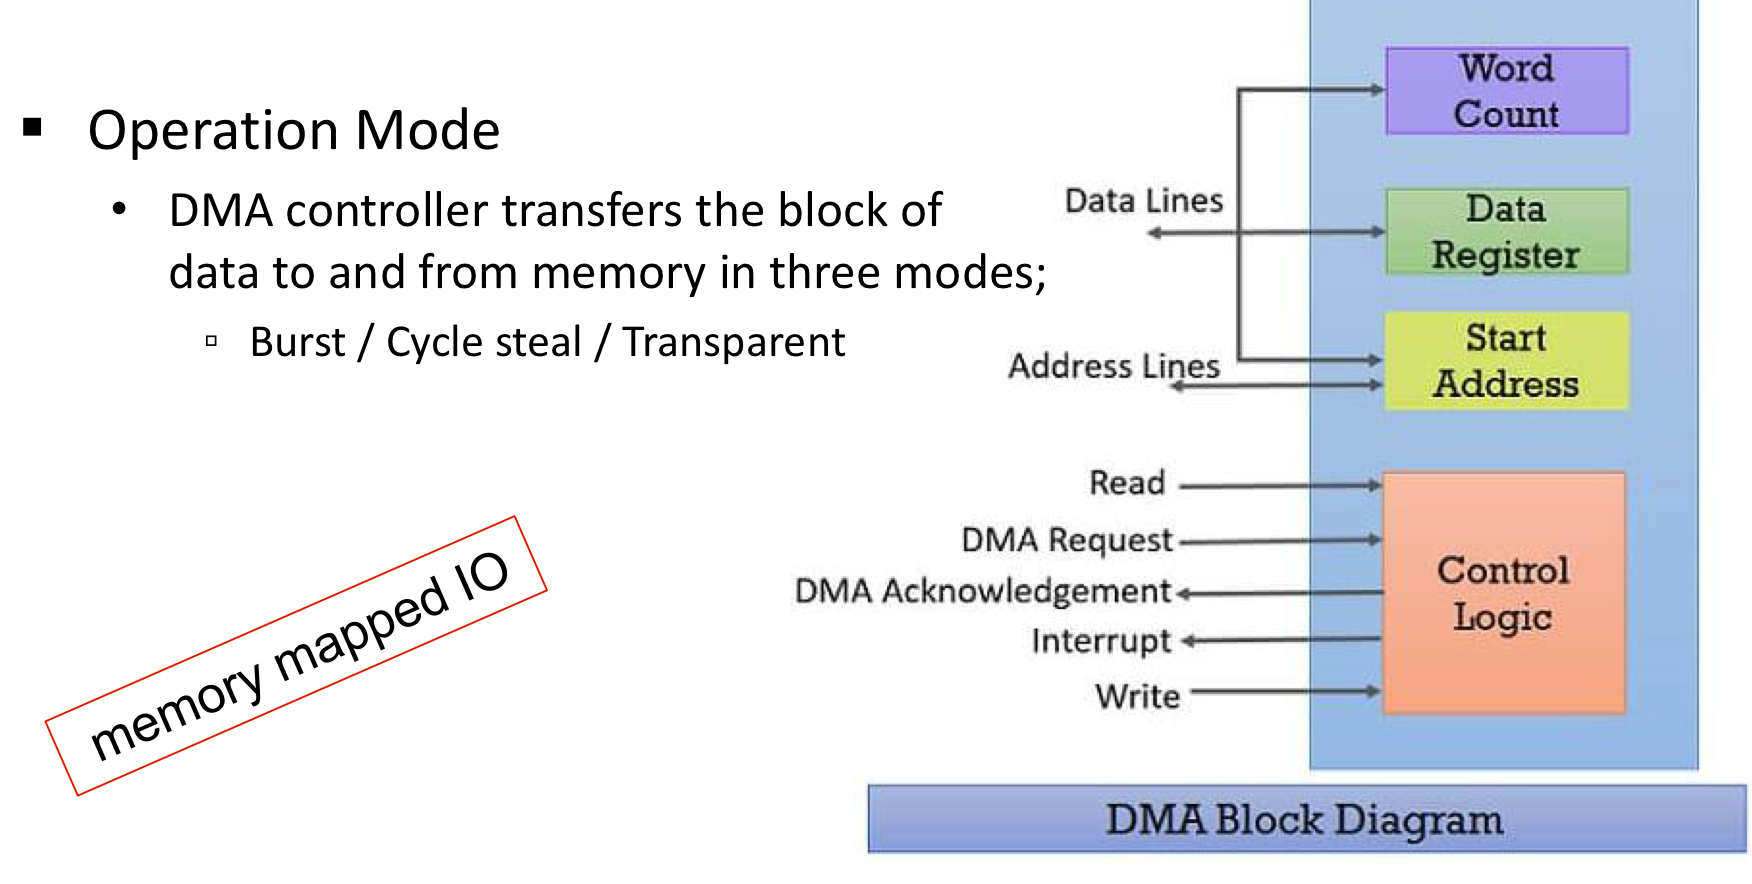 ▪ Operation Mode
• DMA controller transfers the block of
data to and from memory in three modes;
▫ Burst / Cycle steal / Transparent
memory mapped IO
Word
Count
Data Lines
Data
Register
Start
Address
Address Lines
Read
DMA Request
DMA Acknowledgement
Interrupt
Write
Control
Logic
DMA Block Diagram